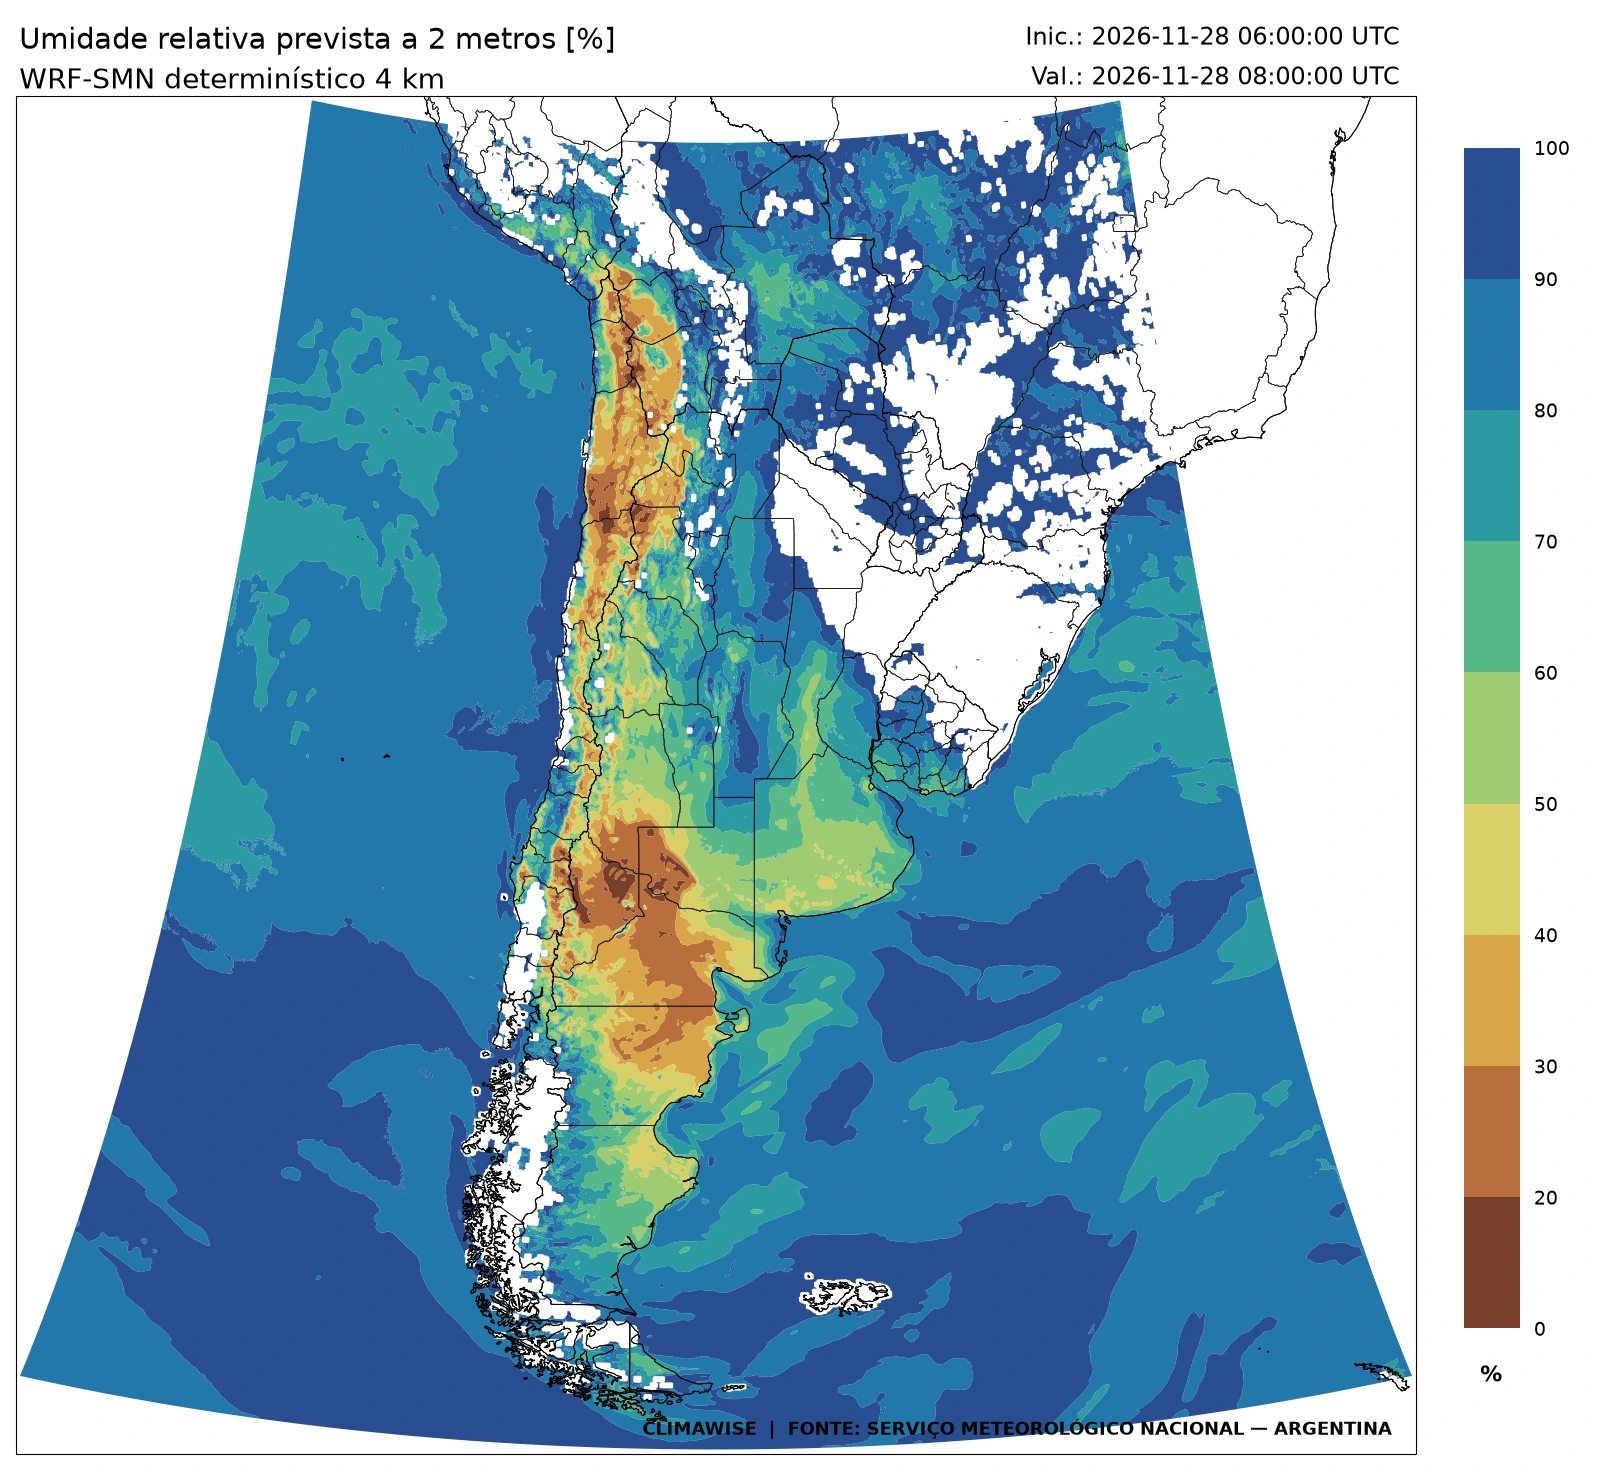 Umidade relativa prevista a 2 metros [%]
WRF-SMN determinístico 4 km
Inic.: 2026-11-28 06:00:00 UTC
Val.: 2026-11-28 08:00:00 UTC
100
90
80
70
60
50
40
30
20
0
%
CLIMAWISE | FONTE: SERVIÇO METEOROLÓGICO NACIONAL — ARGENTINA